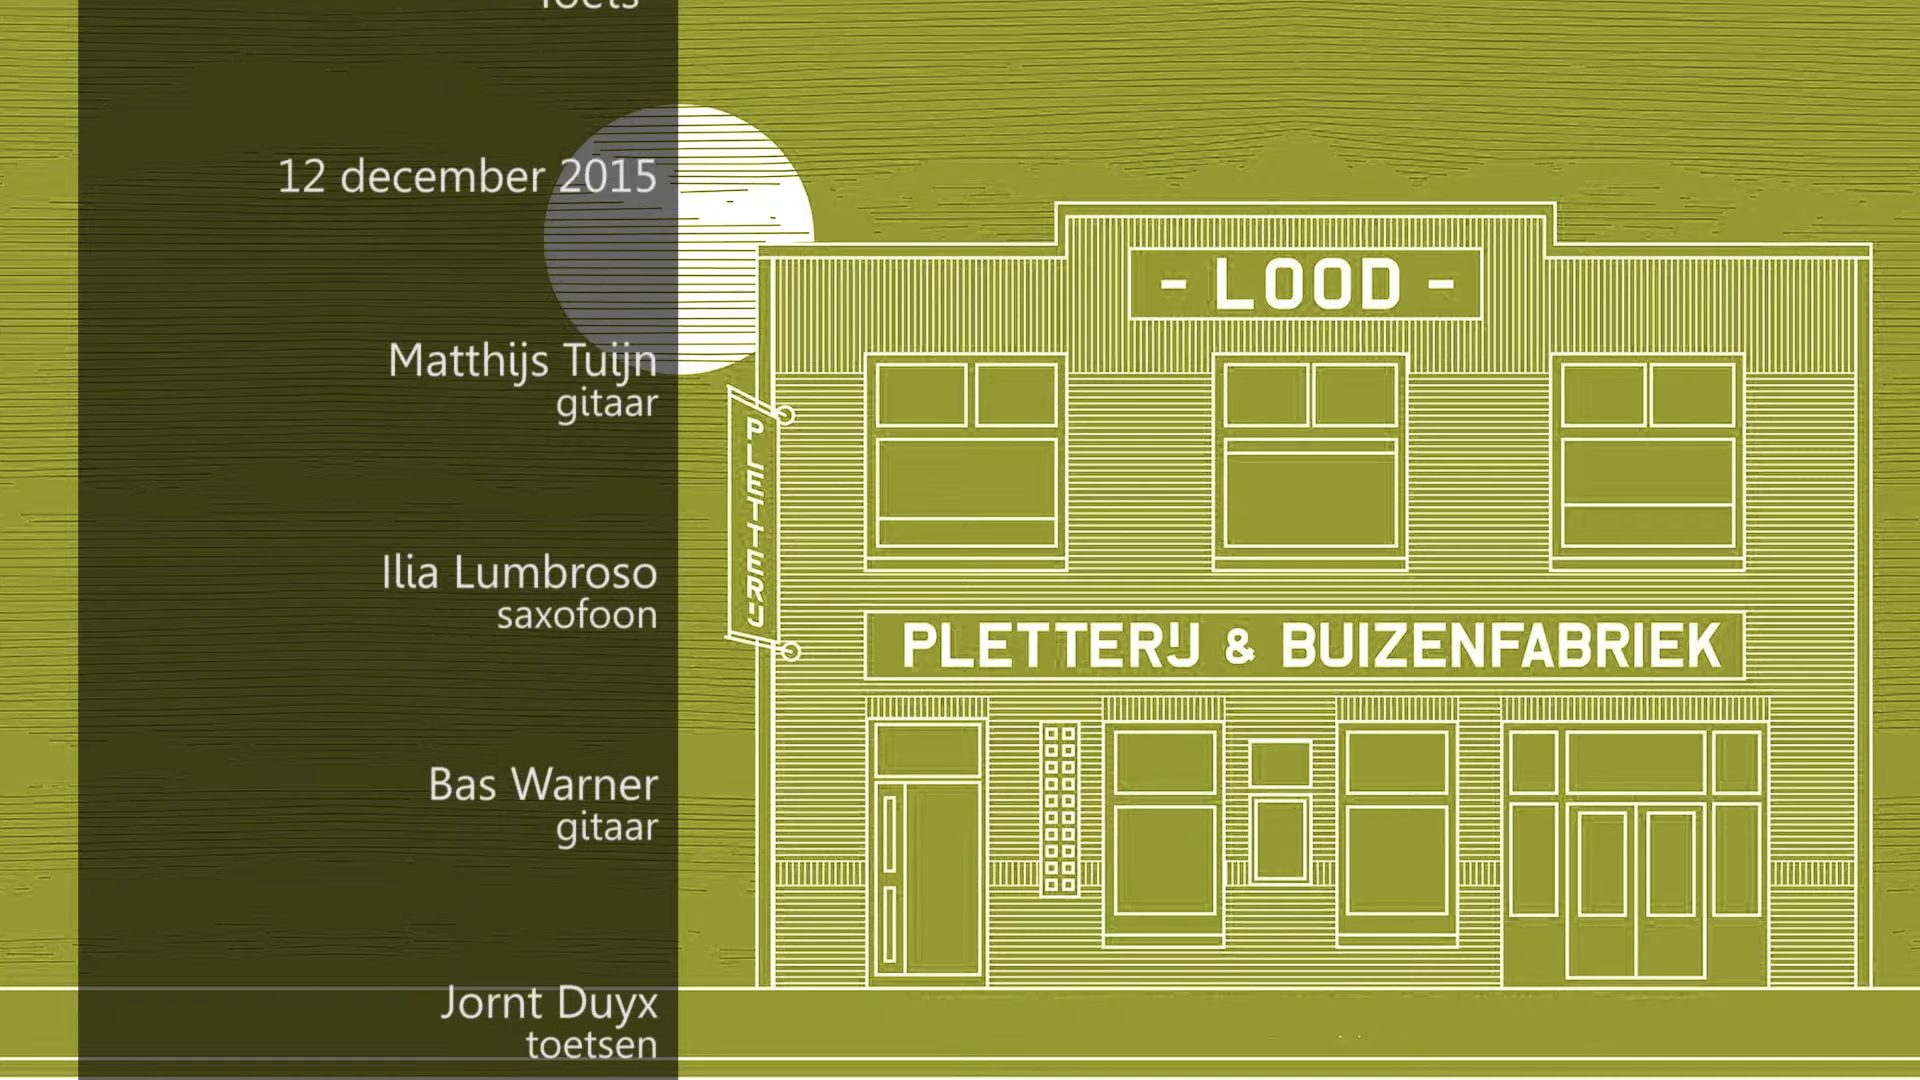 12 december 2015
Matthijs Tuijn
gitaar
Ilia Lumbroso
saxofoon
Bas Warner
gitaar
Jornt Duyx
toetsen
- LOOD -
PLETTERIJ
PLETTERIJ & BUIZENFABRIEK